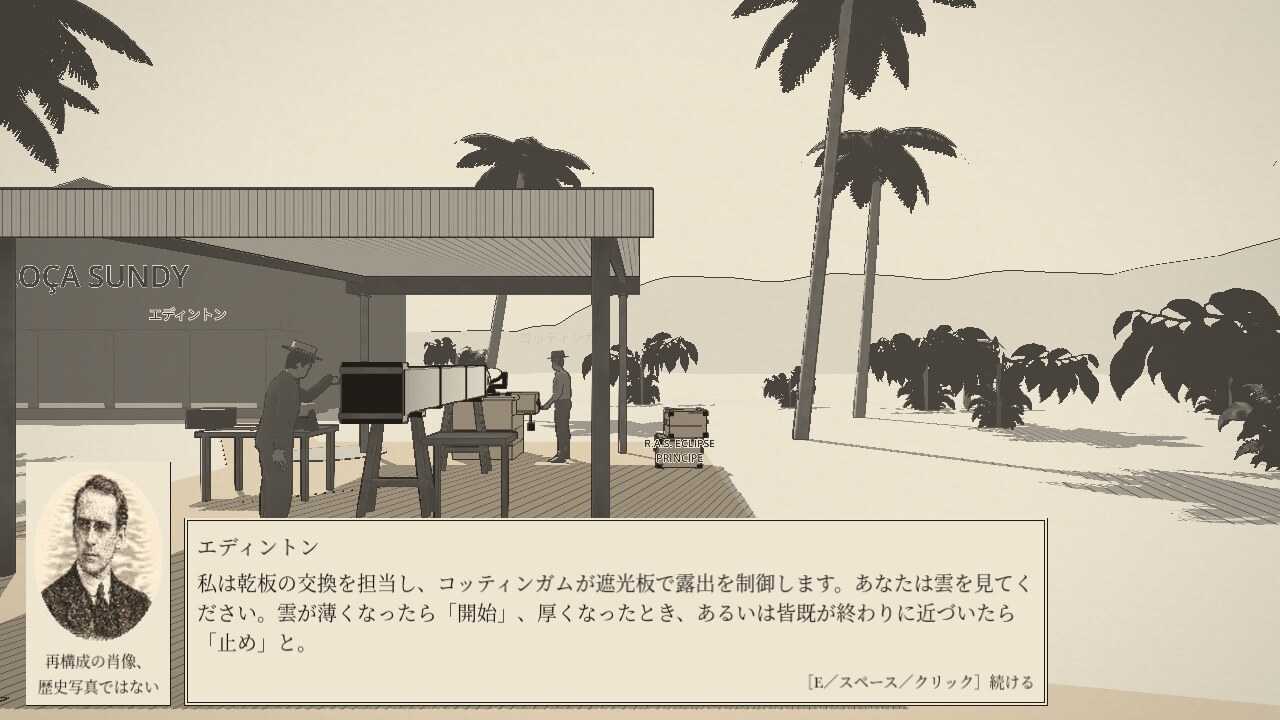 OÇA SUNDY
エディントン
R.A.S. ECLIPSE
PRINCIPE
エディントン
私は乾板の交換を担当し、コッティンガムが遮光板で露出を制御します。あなたは雲を見てく
ださい。雲が薄くなったら「開始」、厚くなったとき、あるいは皆既が終わりに近づいたら
「止め」と。
［E／スペース／クリック］続ける
再構成の肖像、
歴史写真ではない